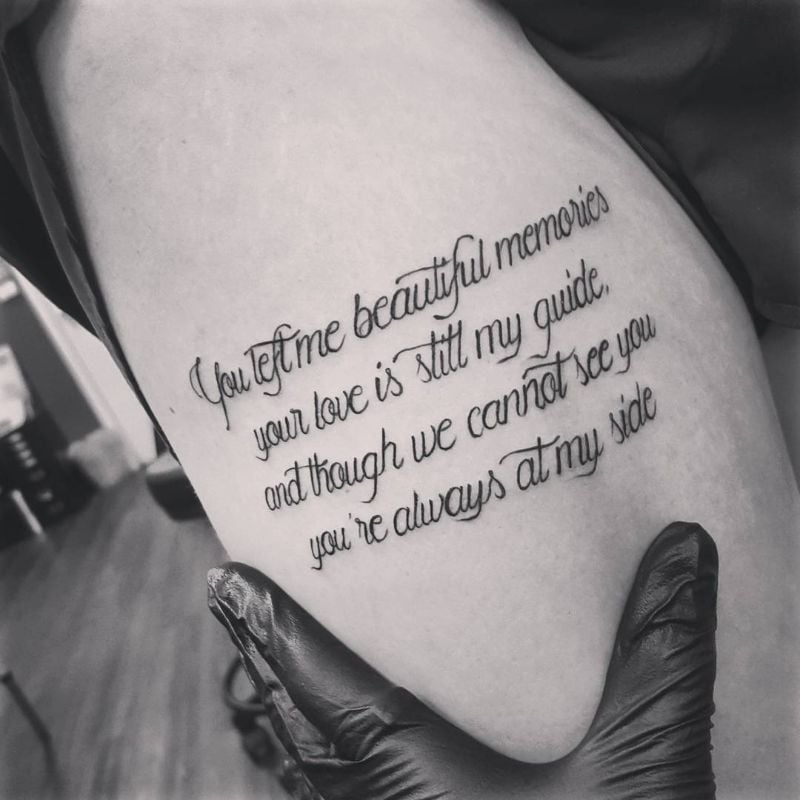 You left me beautiful memories
your love is still my guide,
and though we cannot see you
you're always at my side